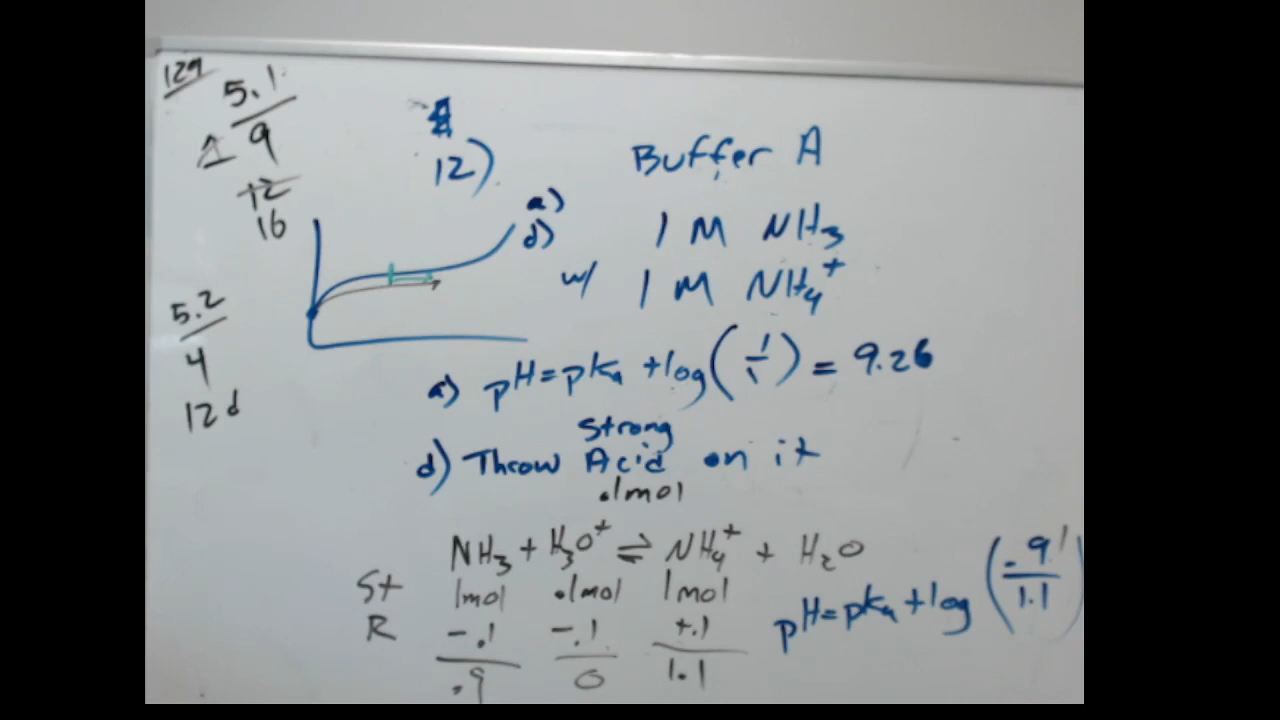 129
5.1
9
12
16
5.2
4
12d
12)
a)
d)
Buffer A
1 M NH₃
w/ 1 M NH₄⁺
a) pH = pKa + log(1/1) = 9.26
Strong
d) Throw Acid on it
.1mol
NH₃ + H₃O⁺ ⇌ NH₄⁺ + H₂O
St 1mol .1mol 1mol
R -.1 -.1 +.1
.9 0 1.1
pH = pKa + log(.9/1.1)